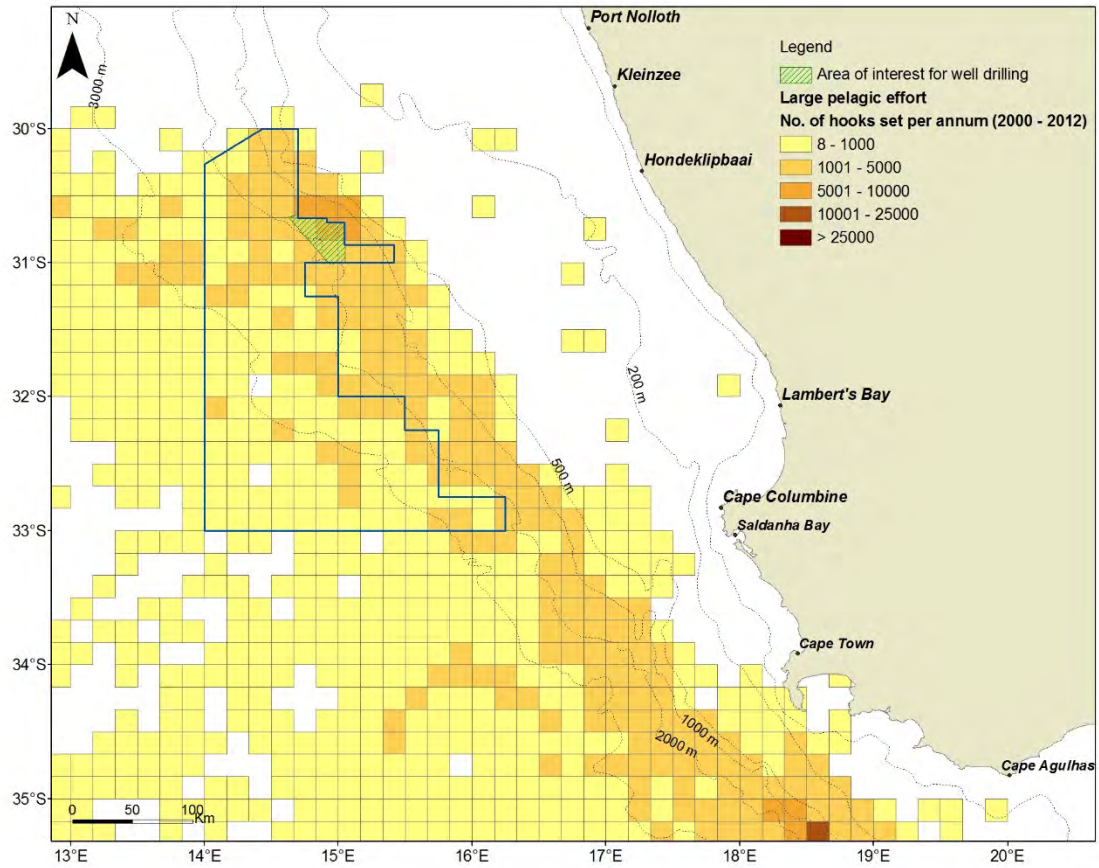 N
Port Nolloth
Kleinzee
Hondeklipbaai
Lambert's Bay
Cape Columbine
Saldanha Bay
Cape Town
Cape Agulhas
Legend
Area of interest for well drilling
Large pelagic effort
No. of hooks set per annum (2000 - 2012)
8 - 1000
1001 - 5000
5001 - 10000
10001 - 25000
> 25000
3000 m
200 m
500 m
1000 m
2000 m
30°S
31°S
32°S
33°S
34°S
35°S
0 50 100
Km
13°E 14°E 15°E 16°E 17°E 18°E 19°E 20°E